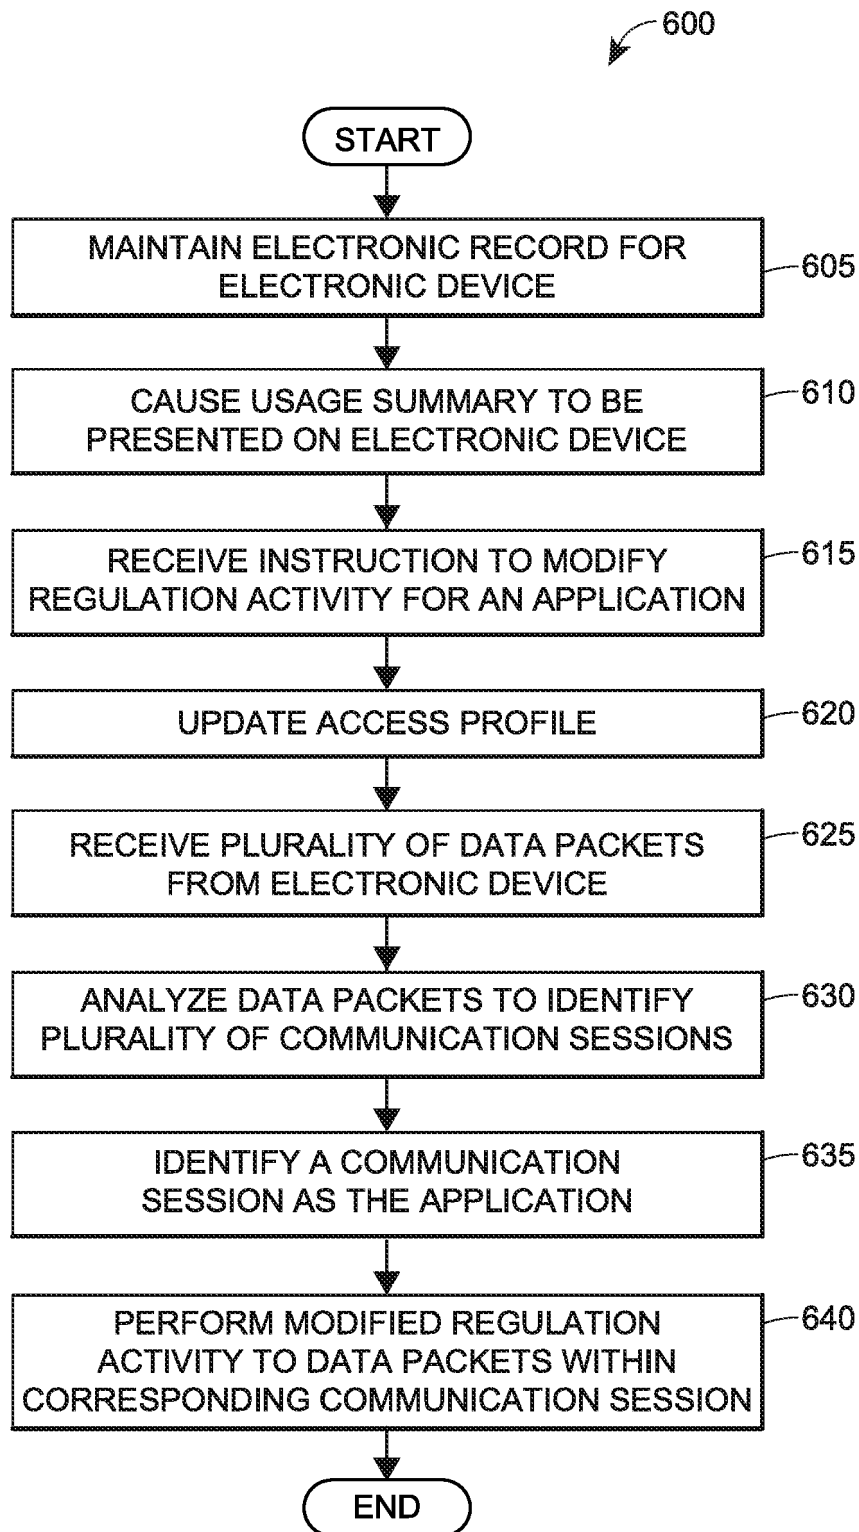 600
START
MAINTAIN ELECTRONIC RECORD FOR
ELECTRONIC DEVICE
605
CAUSE USAGE SUMMARY TO BE
PRESENTED ON ELECTRONIC DEVICE
610
RECEIVE INSTRUCTION TO MODIFY
REGULATION ACTIVITY FOR AN APPLICATION
615
UPDATE ACCESS PROFILE
620
RECEIVE PLURALITY OF DATA PACKETS
FROM ELECTRONIC DEVICE
625
ANALYZE DATA PACKETS TO IDENTIFY
PLURALITY OF COMMUNICATION SESSIONS
630
IDENTIFY A COMMUNICATION
SESSION AS THE APPLICATION
635
PERFORM MODIFIED REGULATION
ACTIVITY TO DATA PACKETS WITHIN
CORRESPONDING COMMUNICATION SESSION
640
END